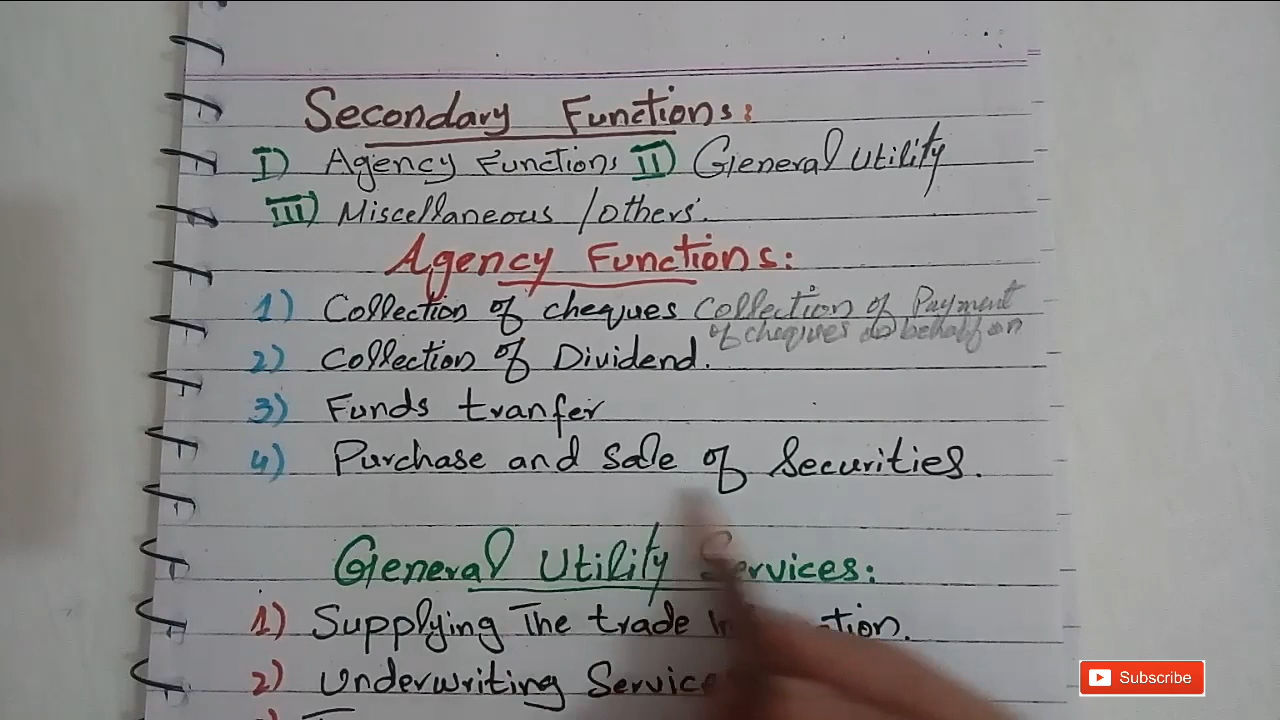 Secondary Functions:
I) Agency Functions II) General Utility
III) Miscellaneous / others.
Agency Functions:
1) Collection of cheques Collection of Payment
of cheques behalf on
2) Collection of Dividend.
3) Funds tranfer
4) Purchase and sale of Securities.
General Utility Services:
1) Supplying The trade
2) Underwriting
Subscribe